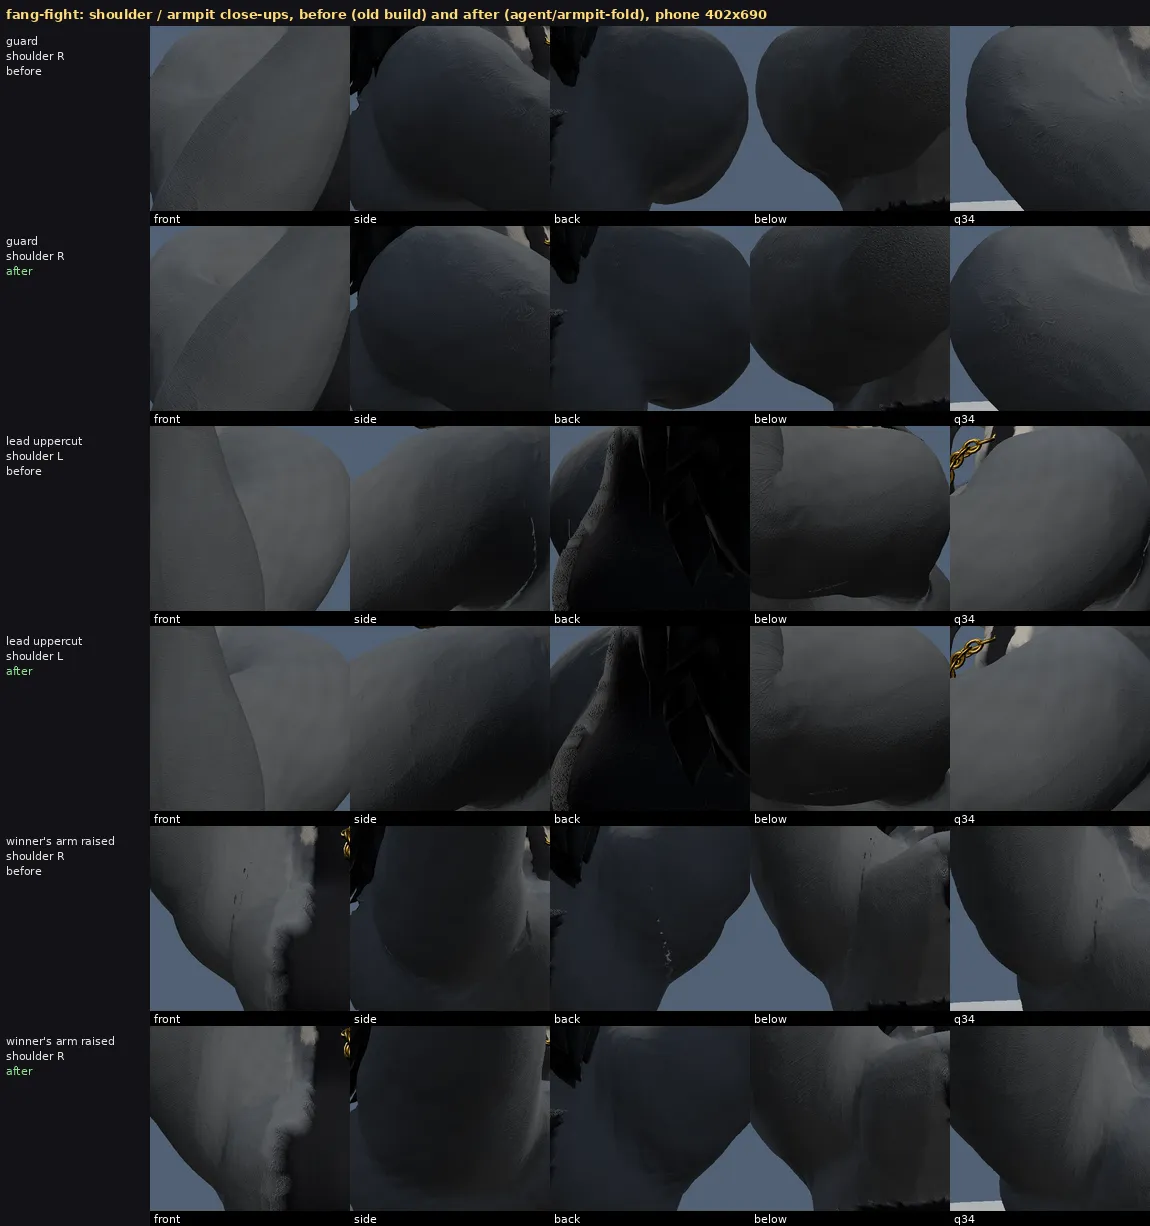 fang-fight: shoulder / armpit close-ups, before (old build) and after (agent/armpit-fold), phone 402x690
guard
shoulder R
before
front side back below q34
guard
shoulder R
after
front side back below q34
lead uppercut
shoulder L
before
front side back below q34
lead uppercut
shoulder L
after
front side back below q34
winner's arm raised
shoulder R
before
front side back below q34
winner's arm raised
shoulder R
after
front side back below q34